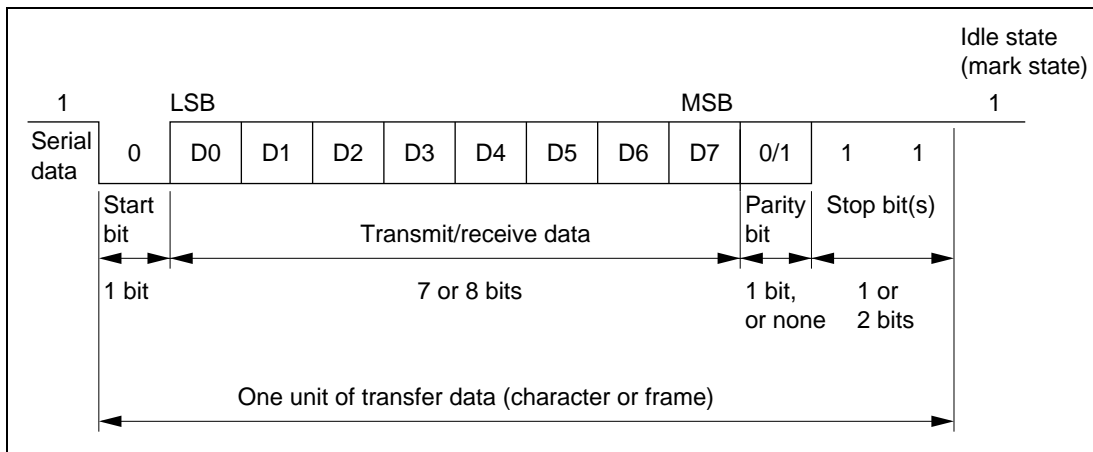 Idle state
(mark state)
1 LSB MSB 1
Serial
data
0 D0 D1 D2 D3 D4 D5 D6 D7 0/1 1 1
Start
bit
Transmit/receive data
Parity
bit
Stop bit(s)
1 bit
7 or 8 bits
1 bit,
or none
1 or
2 bits
One unit of transfer data (character or frame)